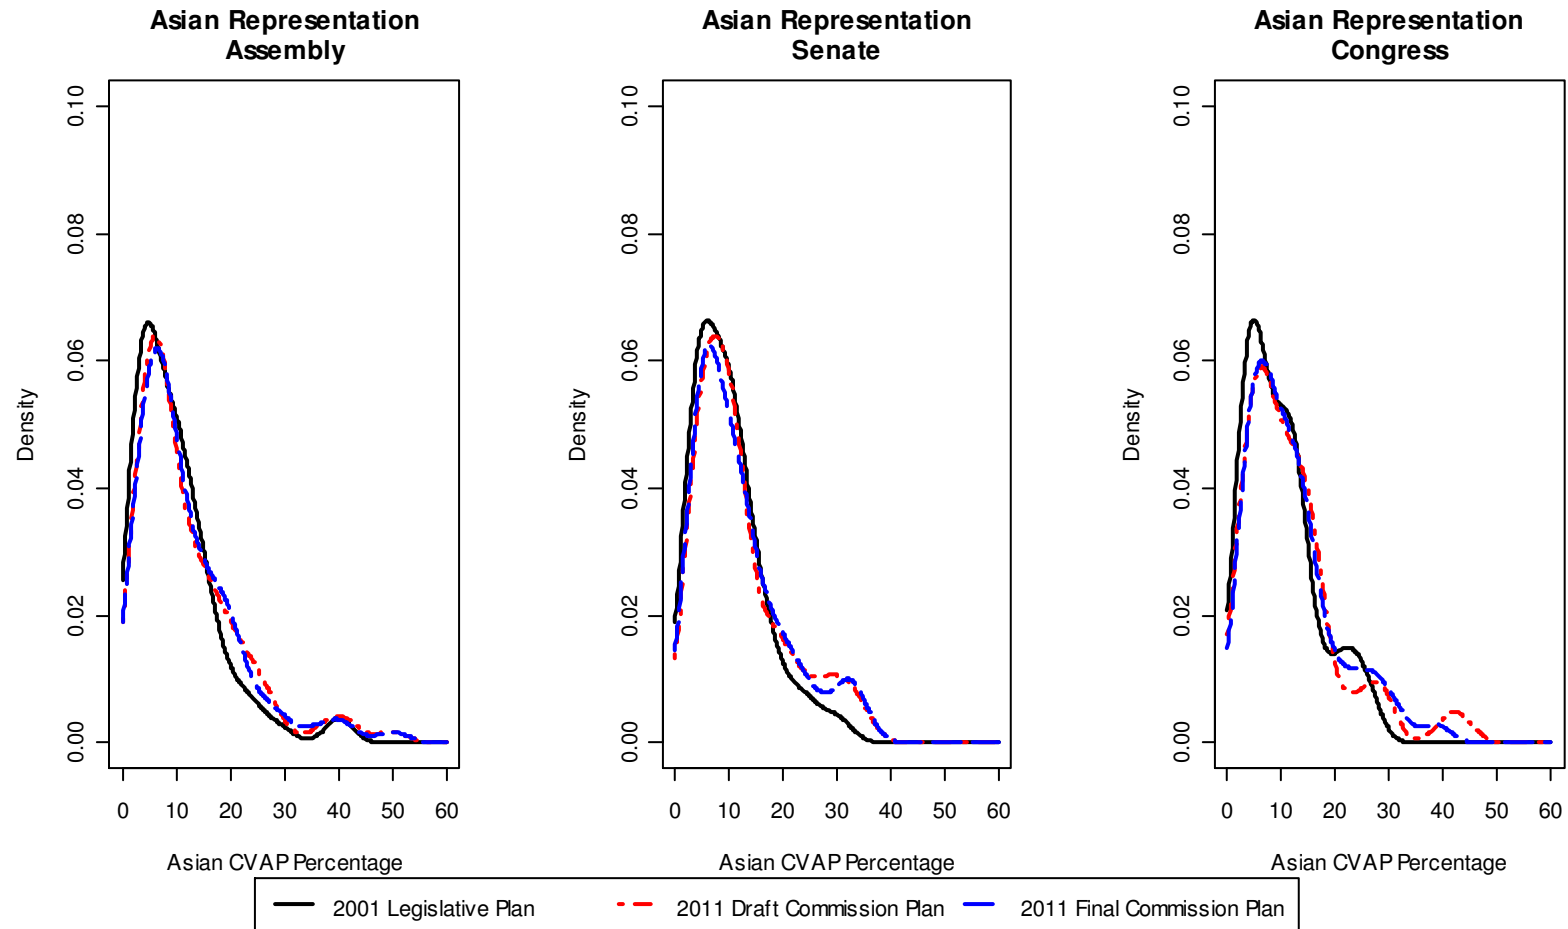 Asian Representation
Assembly
Density
0.00
0.02
0.04
0.06
0.08
0.10
0 10 20 30 40 50 60
Asian CVAP Percentage
Asian Representation
Senate
Density
0.00
0.02
0.04
0.06
0.08
0.10
0 10 20 30 40 50 60
Asian CVAP Percentage
Asian Representation
Congress
Density
0.00
0.02
0.04
0.06
0.08
0.10
0 10 20 30 40 50 60
Asian CVAP Percentage
2001 Legislative Plan 2011 Draft Commission Plan 2011 Final Commission Plan